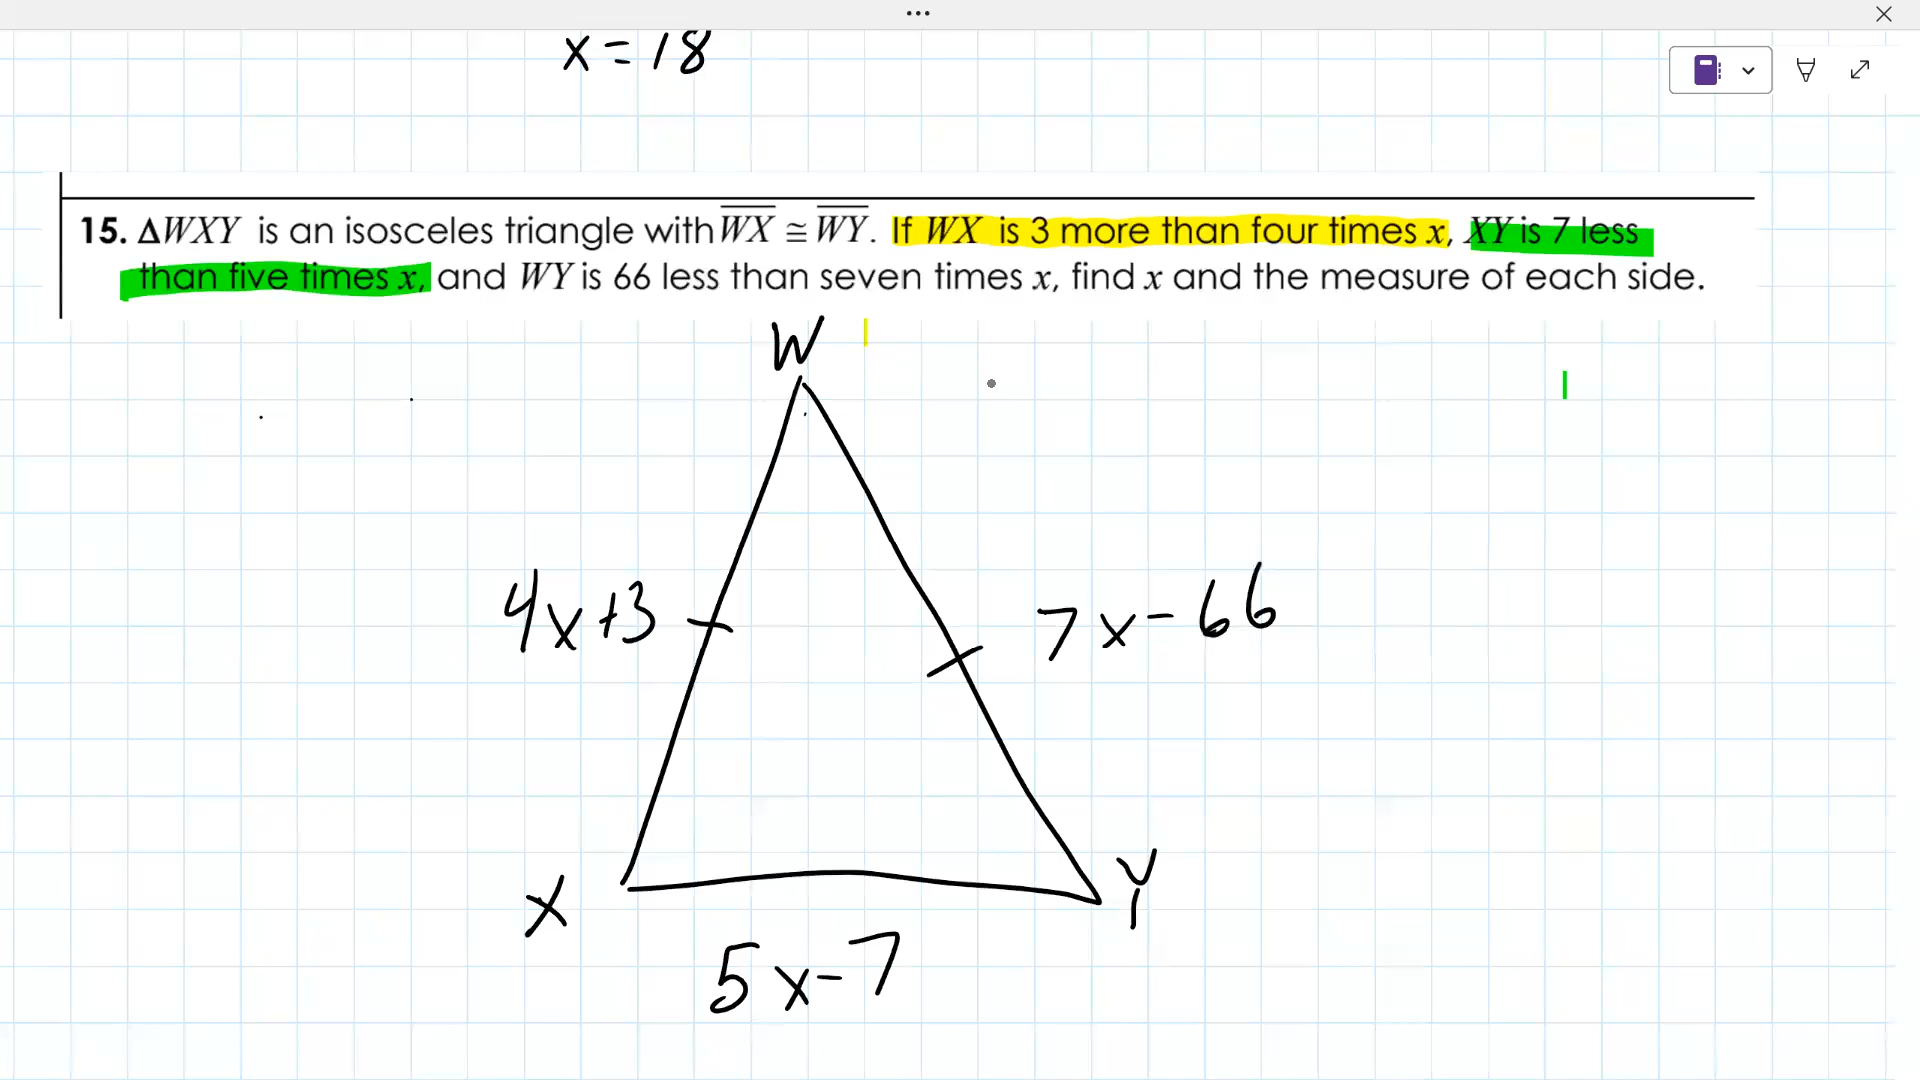 x = 18
15. ΔWXY is an isosceles triangle with WX ≅ WY. If WX is 3 more than four times x, XY is 7 less
than five times x, and WY is 66 less than seven times x, find x and the measure of each side.
W
4x+3
7x-66
X
Y
5x-7